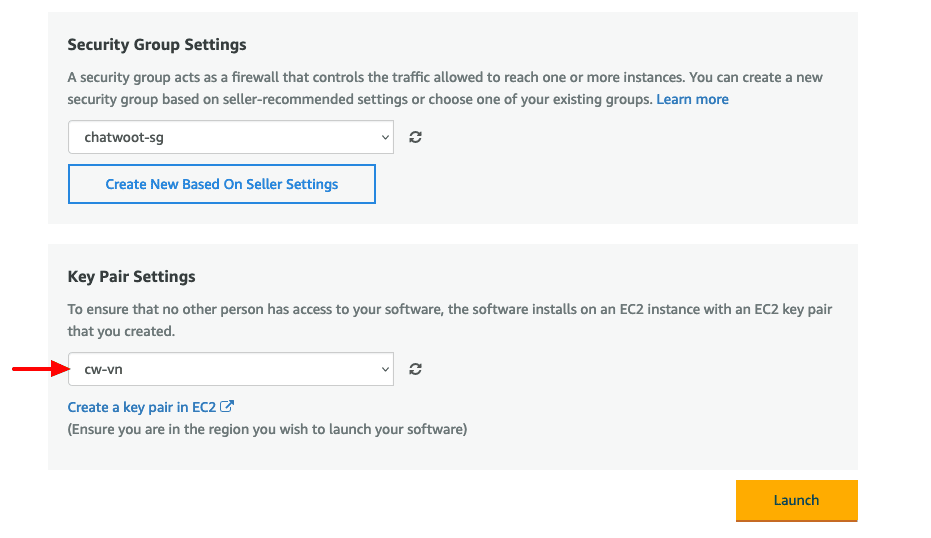 Security Group Settings
A security group acts as a firewall that controls the traffic allowed to reach one or more instances. You can create a new
security group based on seller-recommended settings or choose one of your existing groups. Learn more
chatwoot-sg
Create New Based On Seller Settings
Key Pair Settings
To ensure that no other person has access to your software, the software installs on an EC2 instance with an EC2 key pair
that you created.
cw-vn
Create a key pair in EC2
(Ensure you are in the region you wish to launch your software)
Launch